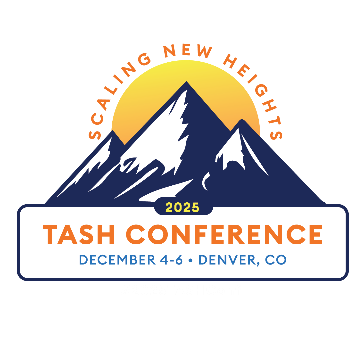 SCALING NEW HEIGHTS
2025
TASH CONFERENCE
DECEMBER 4-6 • DENVER, CO